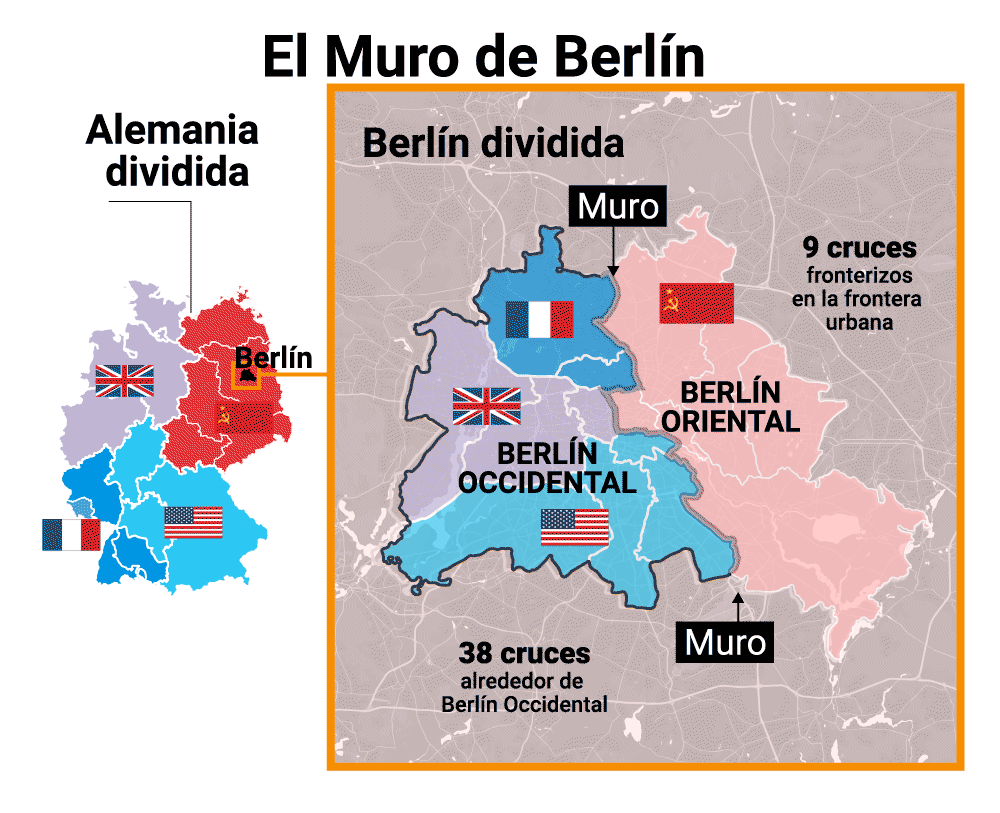 El Muro de Berlín
Alemania
dividida
Berlín
Berlín dividida
Muro
9 cruces
fronterizos
en la frontera
urbana
BERLÍN
ORIENTAL
BERLÍN
OCCIDENTAL
Muro
38 cruces
alrededor de
Berlín Occidental